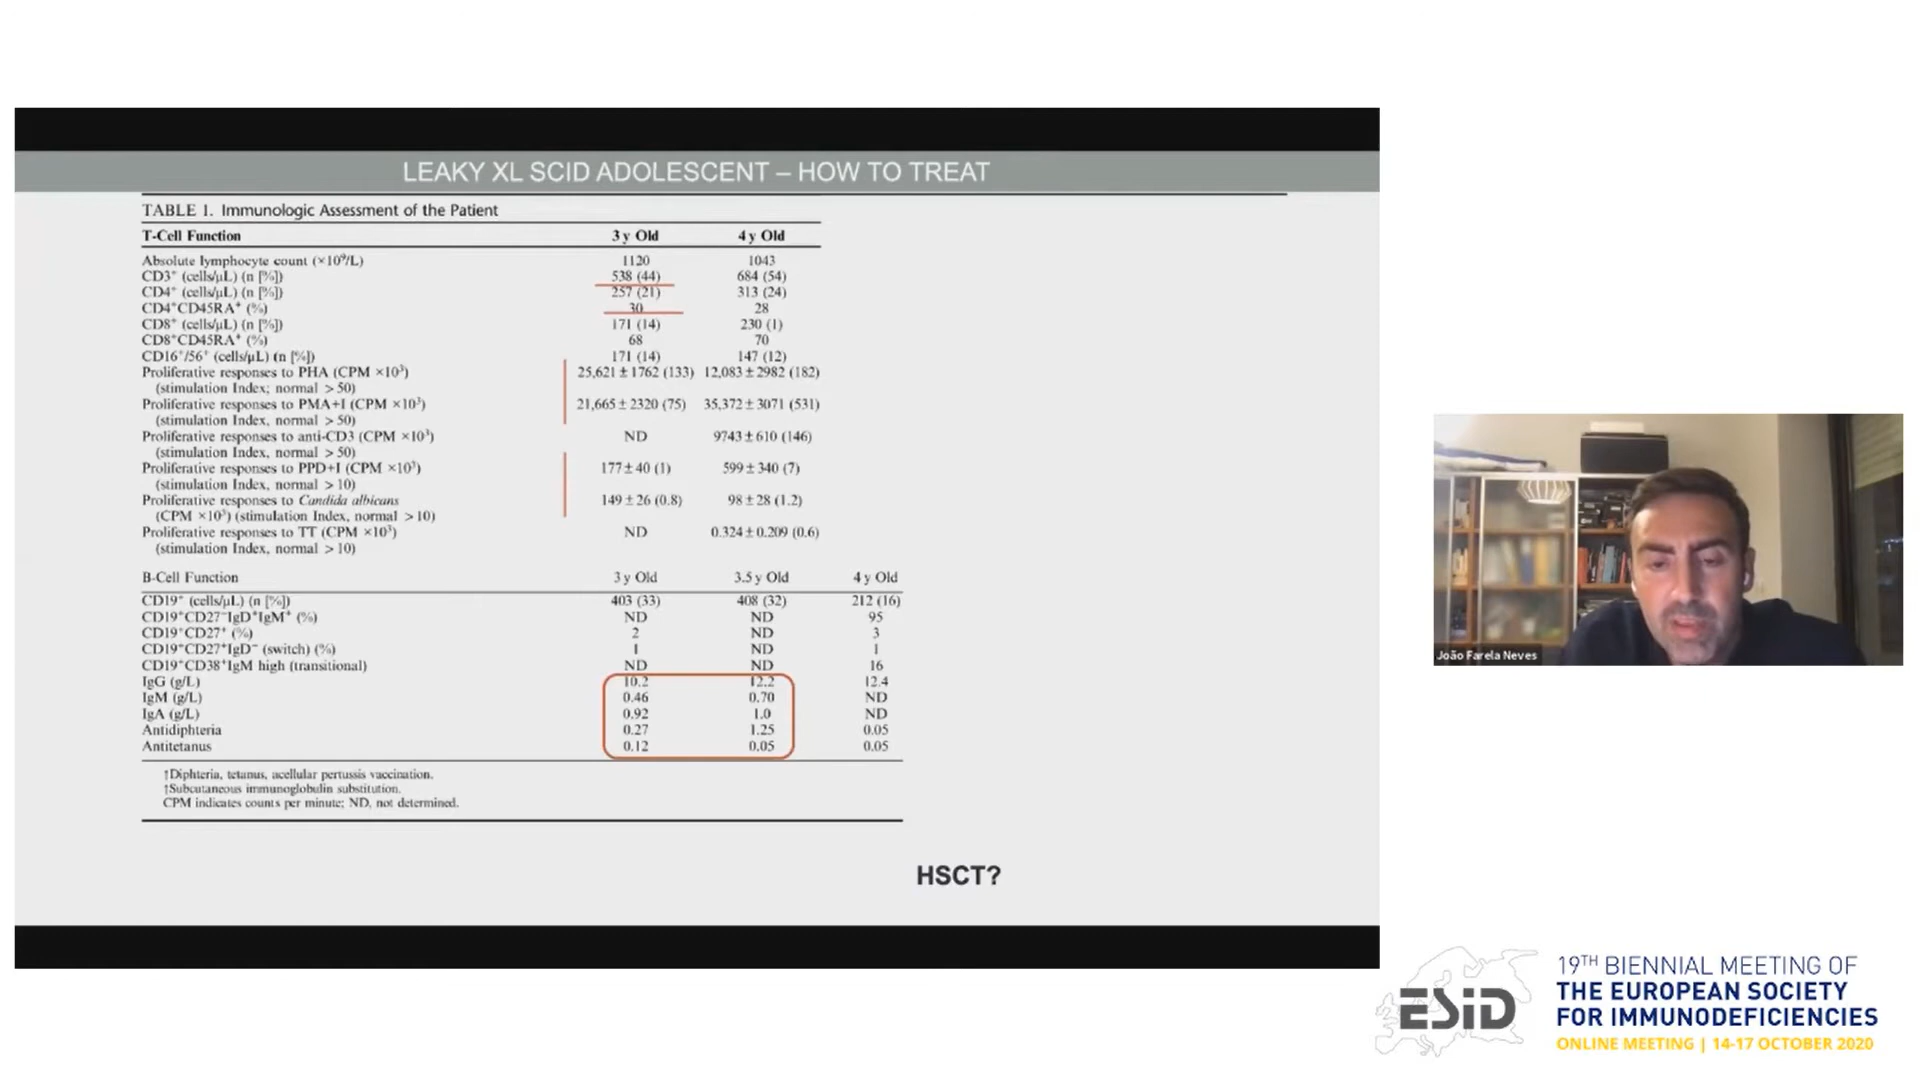 LEAKY XL SCID ADOLESCENT – HOW TO TREAT
TABLE 1. Immunologic Assessment of the Patient
T-Cell Function 3 y Old 4 y Old
Absolute lymphocyte count (×10⁹/L) 1120 1043
CD3⁺ (cells/μL) (n [%]) 538 (44) 684 (54)
CD4⁺ (cells/μL) (n [%]) 257 (21) 313 (24)
CD4⁺CD45RA⁺ (%) 30 28
CD8⁺ (cells/μL) (n [%]) 171 (14) 230 (1)
CD8⁺CD45RA⁺ (%) 68 70
CD16⁺/56⁺ (cells/μL) (n [%]) 171 (14) 147 (12)
Proliferative responses to PHA (CPM ×10³) 25,621 ± 1762 (133) 12,083 ± 2982 (182)
(stimulation Index; normal > 50)
Proliferative responses to PMA+I (CPM ×10³) 21,665 ± 2320 (75) 35,372 ± 3071 (531)
(stimulation Index, normal > 50)
Proliferative responses to anti-CD3 (CPM ×10³) ND 9743 ± 610 (146)
(stimulation Index, normal > 50)
Proliferative responses to PPD+I (CPM ×10³) 177 ± 40 (1) 599 ± 340 (7)
(stimulation Index, normal > 10)
Proliferative responses to Candida albicans 149 ± 26 (0.8) 98 ± 28 (1.2)
(CPM ×10³) (stimulation Index, normal > 10)
Proliferative responses to TT (CPM ×10³) ND 0.324 ± 0.209 (0.6)
(stimulation Index, normal > 10)
B-Cell Function 3 y Old 3.5 y Old 4 y Old
CD19⁺ (cells/μL) (n [%]) 403 (33) 408 (32) 212 (16)
CD19⁺CD27⁻IgD⁺IgM⁺ (%) ND ND 95
CD19⁺CD27⁺ (%) 2 ND 3
CD19⁺CD27⁺IgD⁻ (switch) (%) 1 ND 1
CD19⁺CD38⁺IgM high (transitional) ND ND 16
IgG (g/L) 10.2 12.2 12.4
IgM (g/L) 0.46 0.70 ND
IgA (g/L) 0.92 1.0 ND
Antidiphteria 0.27 1.25 0.05
Antitetanus 0.12 0.05 0.05
†Diphteria, tetanus, acellular pertussis vaccination.
†Subcutaneous immunoglobulin substitution.
CPM indicates counts per minute; ND, not determined.
HSCT?
João Farela Neves
ESiD
19TH BIENNIAL MEETING OF
THE EUROPEAN SOCIETY
FOR IMMUNODEFICIENCIES
ONLINE MEETING | 14-17 OCTOBER 2020